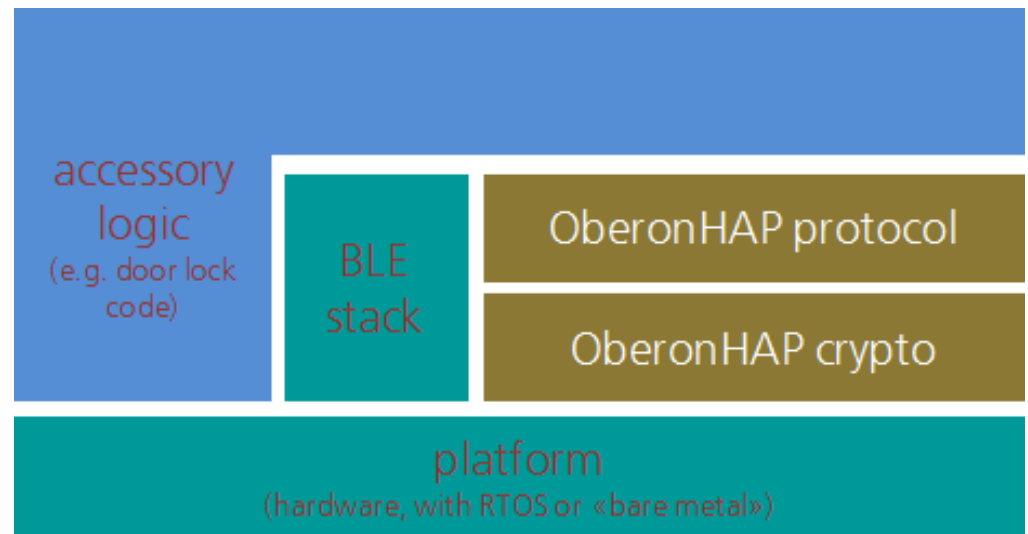 accessory
logic
(e.g. door lock
code)
BLE
stack
OberonHAP protocol
OberonHAP crypto
platform
(hardware, with RTOS or «bare metal»)